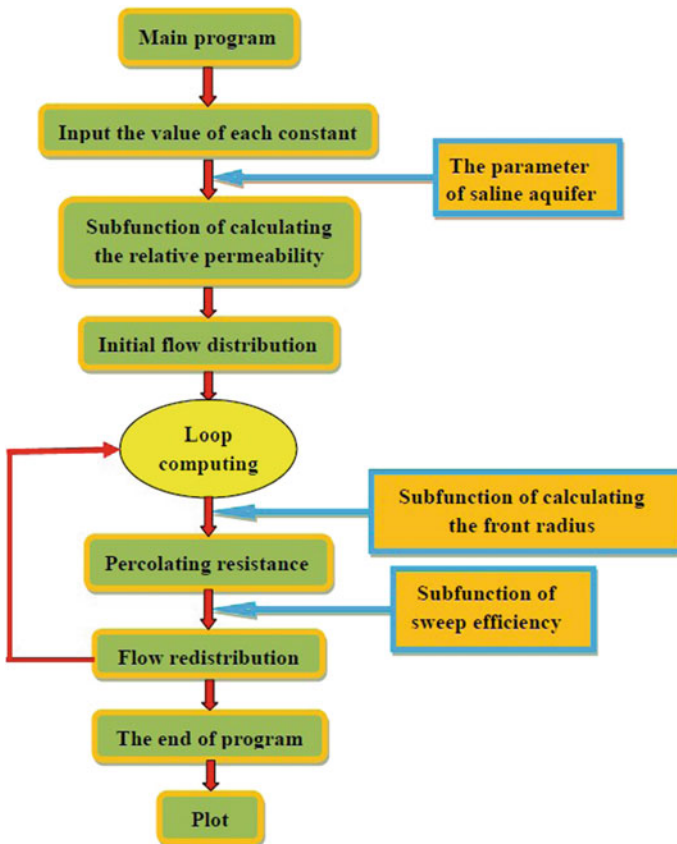 Main program
Input the value of each constant
The parameter
of saline aquifer
Subfunction of calculating
the relative permeability
Initial flow distribution
Loop
computing
Subfunction of calculating
the front radius
Percolating resistance
Subfunction of
sweep efficiency
Flow redistribution
The end of program
Plot